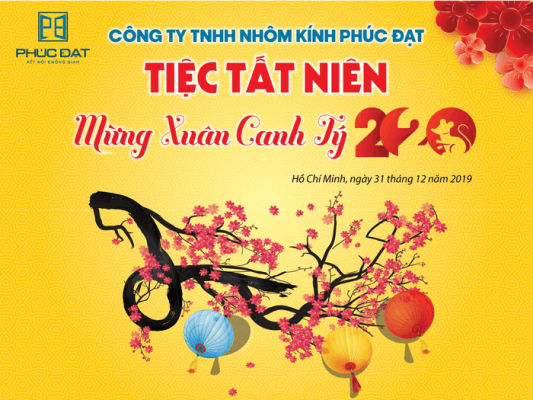 PHÚC ĐẠT
KẾT NỐI KHÔNG GIAN
CÔNG TY TNHH NHÔM KÍNH PHÚC ĐẠT
TIỆC TẤT NIÊN
Mừng Xuân Canh Tý 2020
Hồ Chí Minh, ngày 31 tháng 12 năm 2019